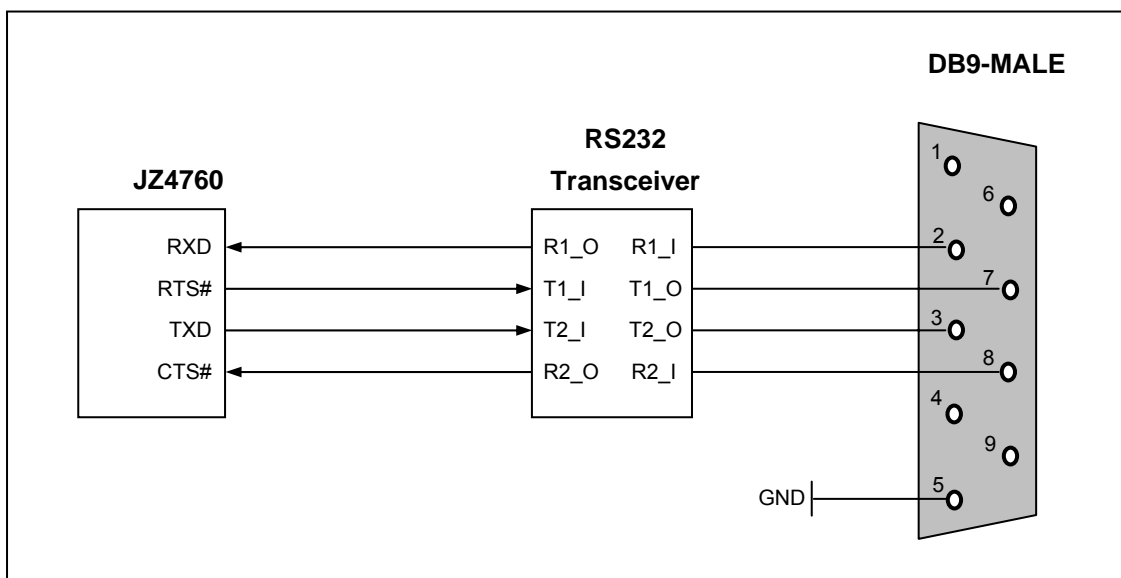 DB9-MALE
RS232
Transceiver
JZ4760
RXD
RTS#
TXD
CTS#
R1_O R1_I
T1_I T1_O
T2_I T2_O
R2_O R2_I
1
6
2
7
3
8
4
9
5
GND